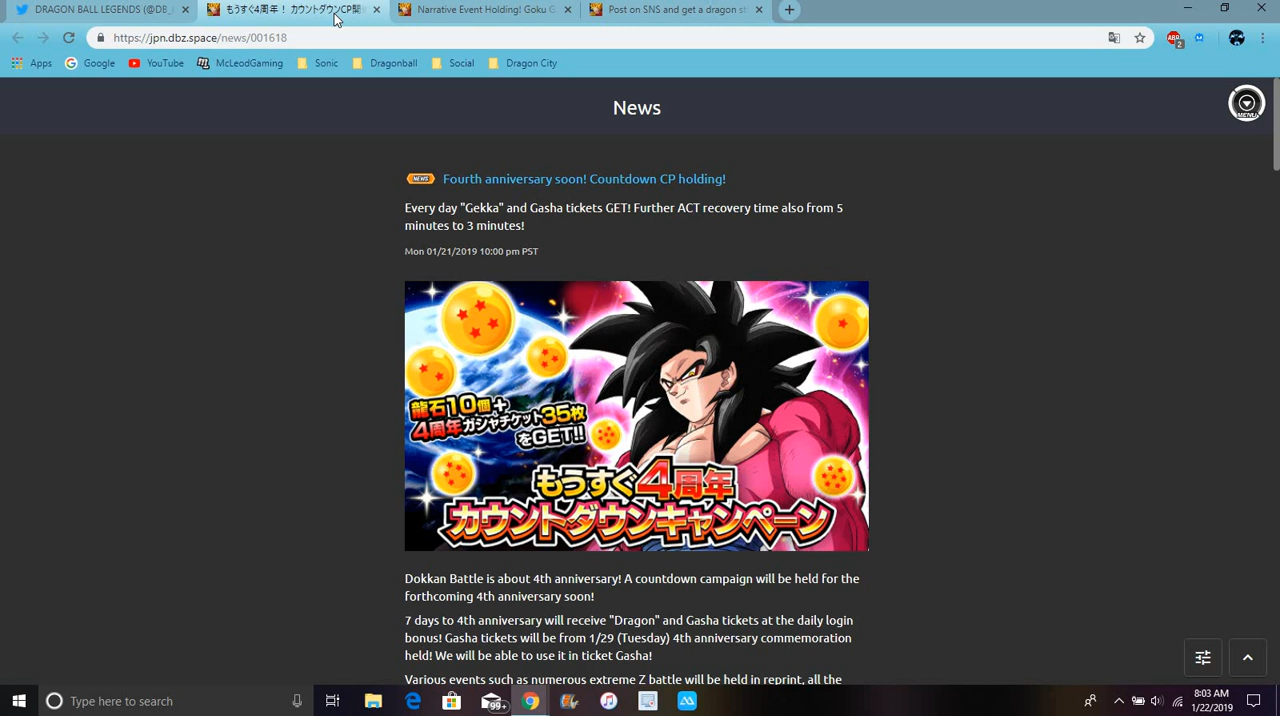 DRAGON BALL LEGENDS (@DB_
もうすぐ4周年！ カウントダウンCP開
Narrative Event Holding! Goku G
Post on SNS and get a dragon st
https://jpn.dbz.space/news/001618
ABP
2
Apps
Google
YouTube
McLeodGaming
Sonic
Dragonball
Social
Dragon City
News
MENU
NEWS
Fourth anniversary soon! Countdown CP holding!
Every day "Gekka" and Gasha tickets GET! Further ACT recovery time also from 5
minutes to 3 minutes!
Mon 01/21/2019 10:00 pm PST
龍石10個+
4周年ガシャチケット35枚
をGET!!
もうすぐ4周年
カウントダウンキャンペーン
Dokkan Battle is about 4th anniversary! A countdown campaign will be held for the
forthcoming 4th anniversary soon!
7 days to 4th anniversary will receive "Dragon" and Gasha tickets at the daily login
bonus! Gasha tickets will be from 1/29 (Tuesday) 4th anniversary commemoration
held! We will be able to use it in ticket Gasha!
Various events such as numerous extreme Z battle will be held in reprint, all the
Type here to search
99+
8:03 AM
1/22/2019